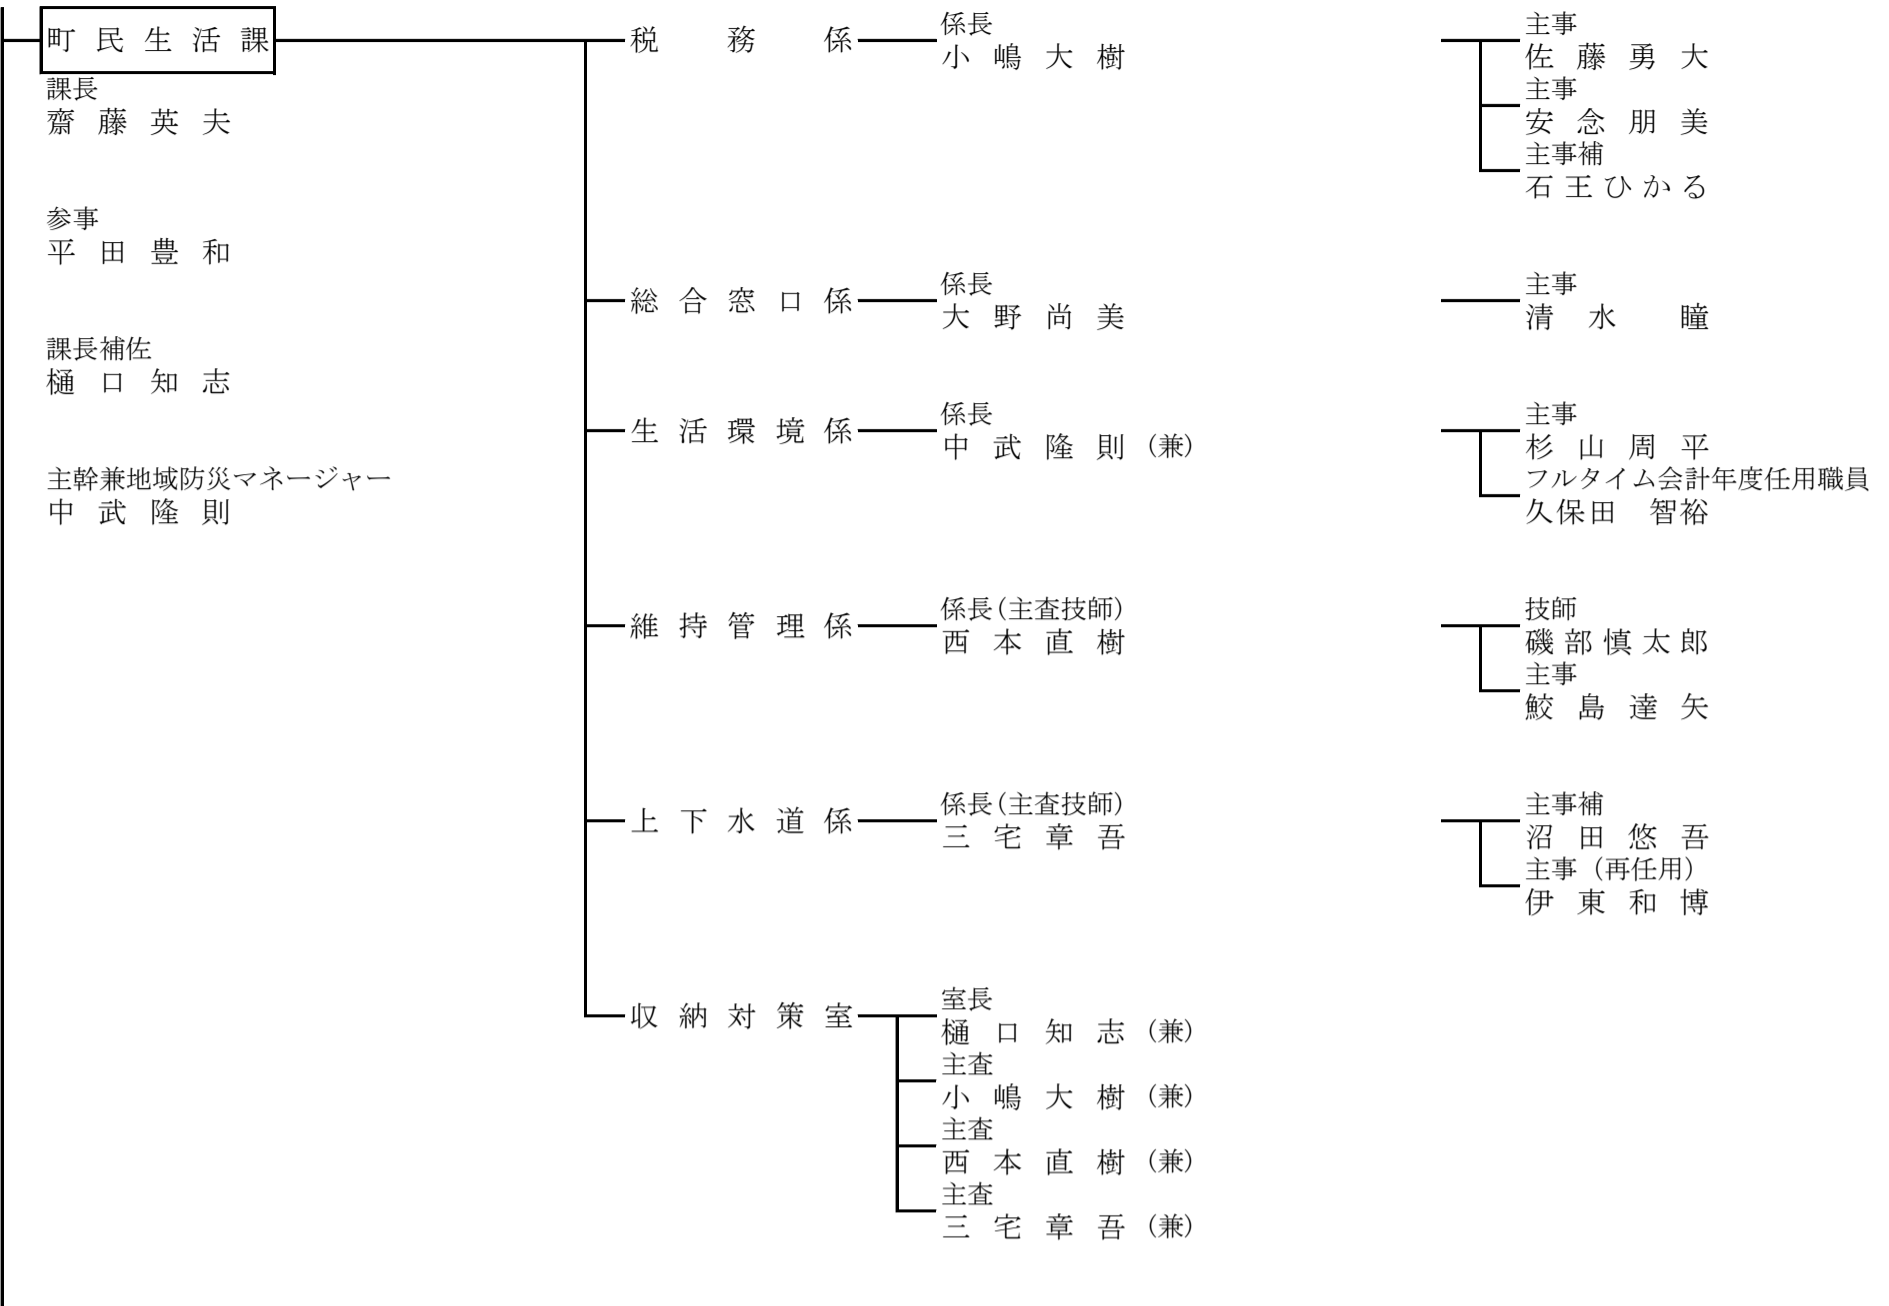 町民生活課
課長
齋藤英夫
参事
平田豊和
課長補佐
樋口知志
主幹兼地域防災マネージャー
中武隆則
税務係
係長
小嶋大樹
主事
佐藤勇大
主事
安念朋美
主事補
石王ひかる
総合窓口係
係長
大野尚美
主事
清水 瞳
生活環境係
係長
中武隆則(兼)
主事
杉山周平
フルタイム会計年度任用職員
久保田 智裕
維持管理係
係長(主査技師)
西本直樹
技師
磯部慎太郎
主事
鮫島達矢
上下水道係
係長(主査技師)
三宅章吾
主事補
沼田悠吾
主事(再任用)
伊東和博
収納対策室
室長
樋口知志(兼)
主査
小嶋大樹(兼)
主査
西本直樹(兼)
主査
三宅章吾(兼)